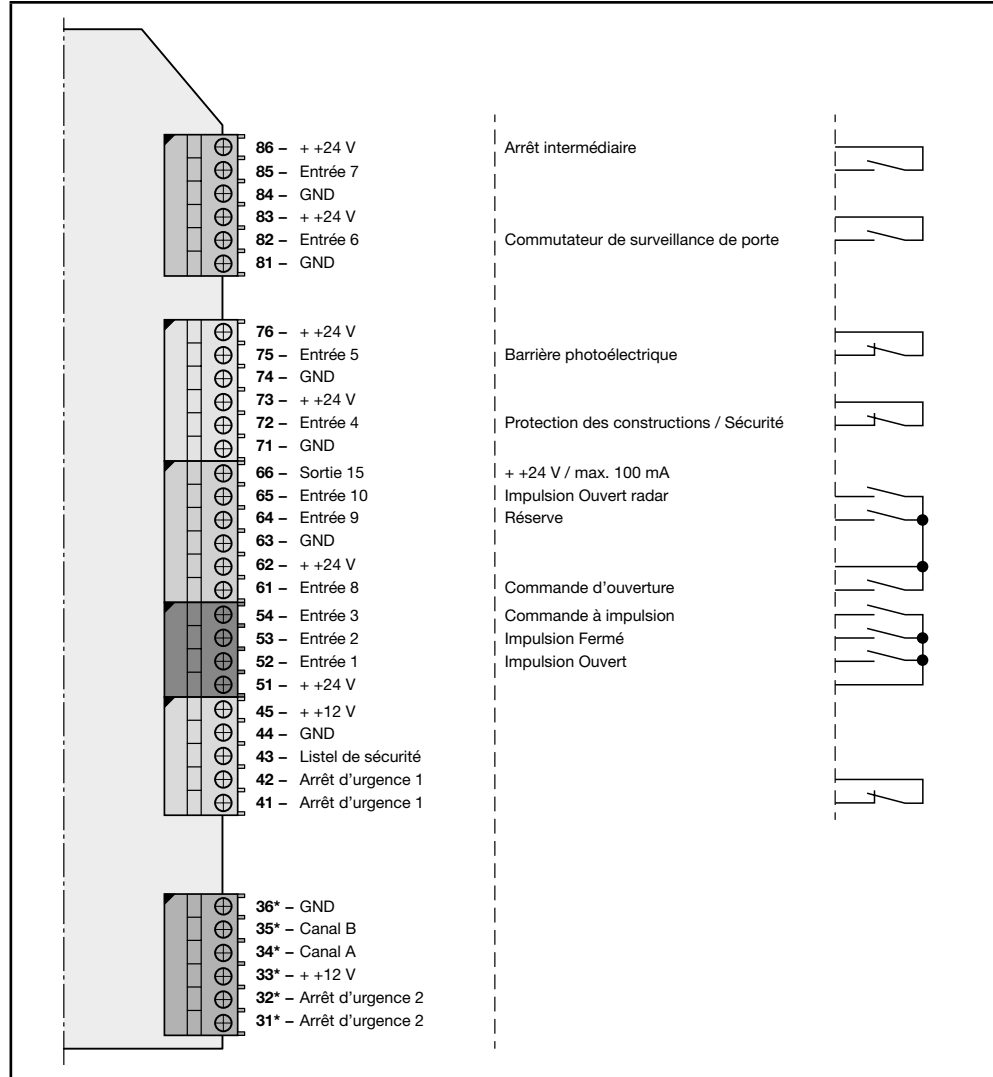 86 – + +24 V Arrêt intermédiaire
85 – Entrée 7
84 – GND
83 – + +24 V
82 – Entrée 6 Commutateur de surveillance de porte
81 – GND
76 – + +24 V
75 – Entrée 5 Barrière photoélectrique
74 – GND
73 – + +24 V
72 – Entrée 4 Protection des constructions / Sécurité
71 – GND
66 – Sortie 15 + +24 V / max. 100 mA
65 – Entrée 10 Impulsion Ouvert radar
64 – Entrée 9 Réserve
63 – GND
62 – + +24 V
61 – Entrée 8 Commande d’ouverture
54 – Entrée 3 Commande à impulsion
53 – Entrée 2 Impulsion Fermé
52 – Entrée 1 Impulsion Ouvert
51 – + +24 V
45 – + +12 V
44 – GND
43 – Listel de sécurité
42 – Arrêt d’urgence 1
41 – Arrêt d’urgence 1
36* – GND
35* – Canal B
34* – Canal A
33* – + +12 V
32* – Arrêt d’urgence 2
31* – Arrêt d’urgence 2